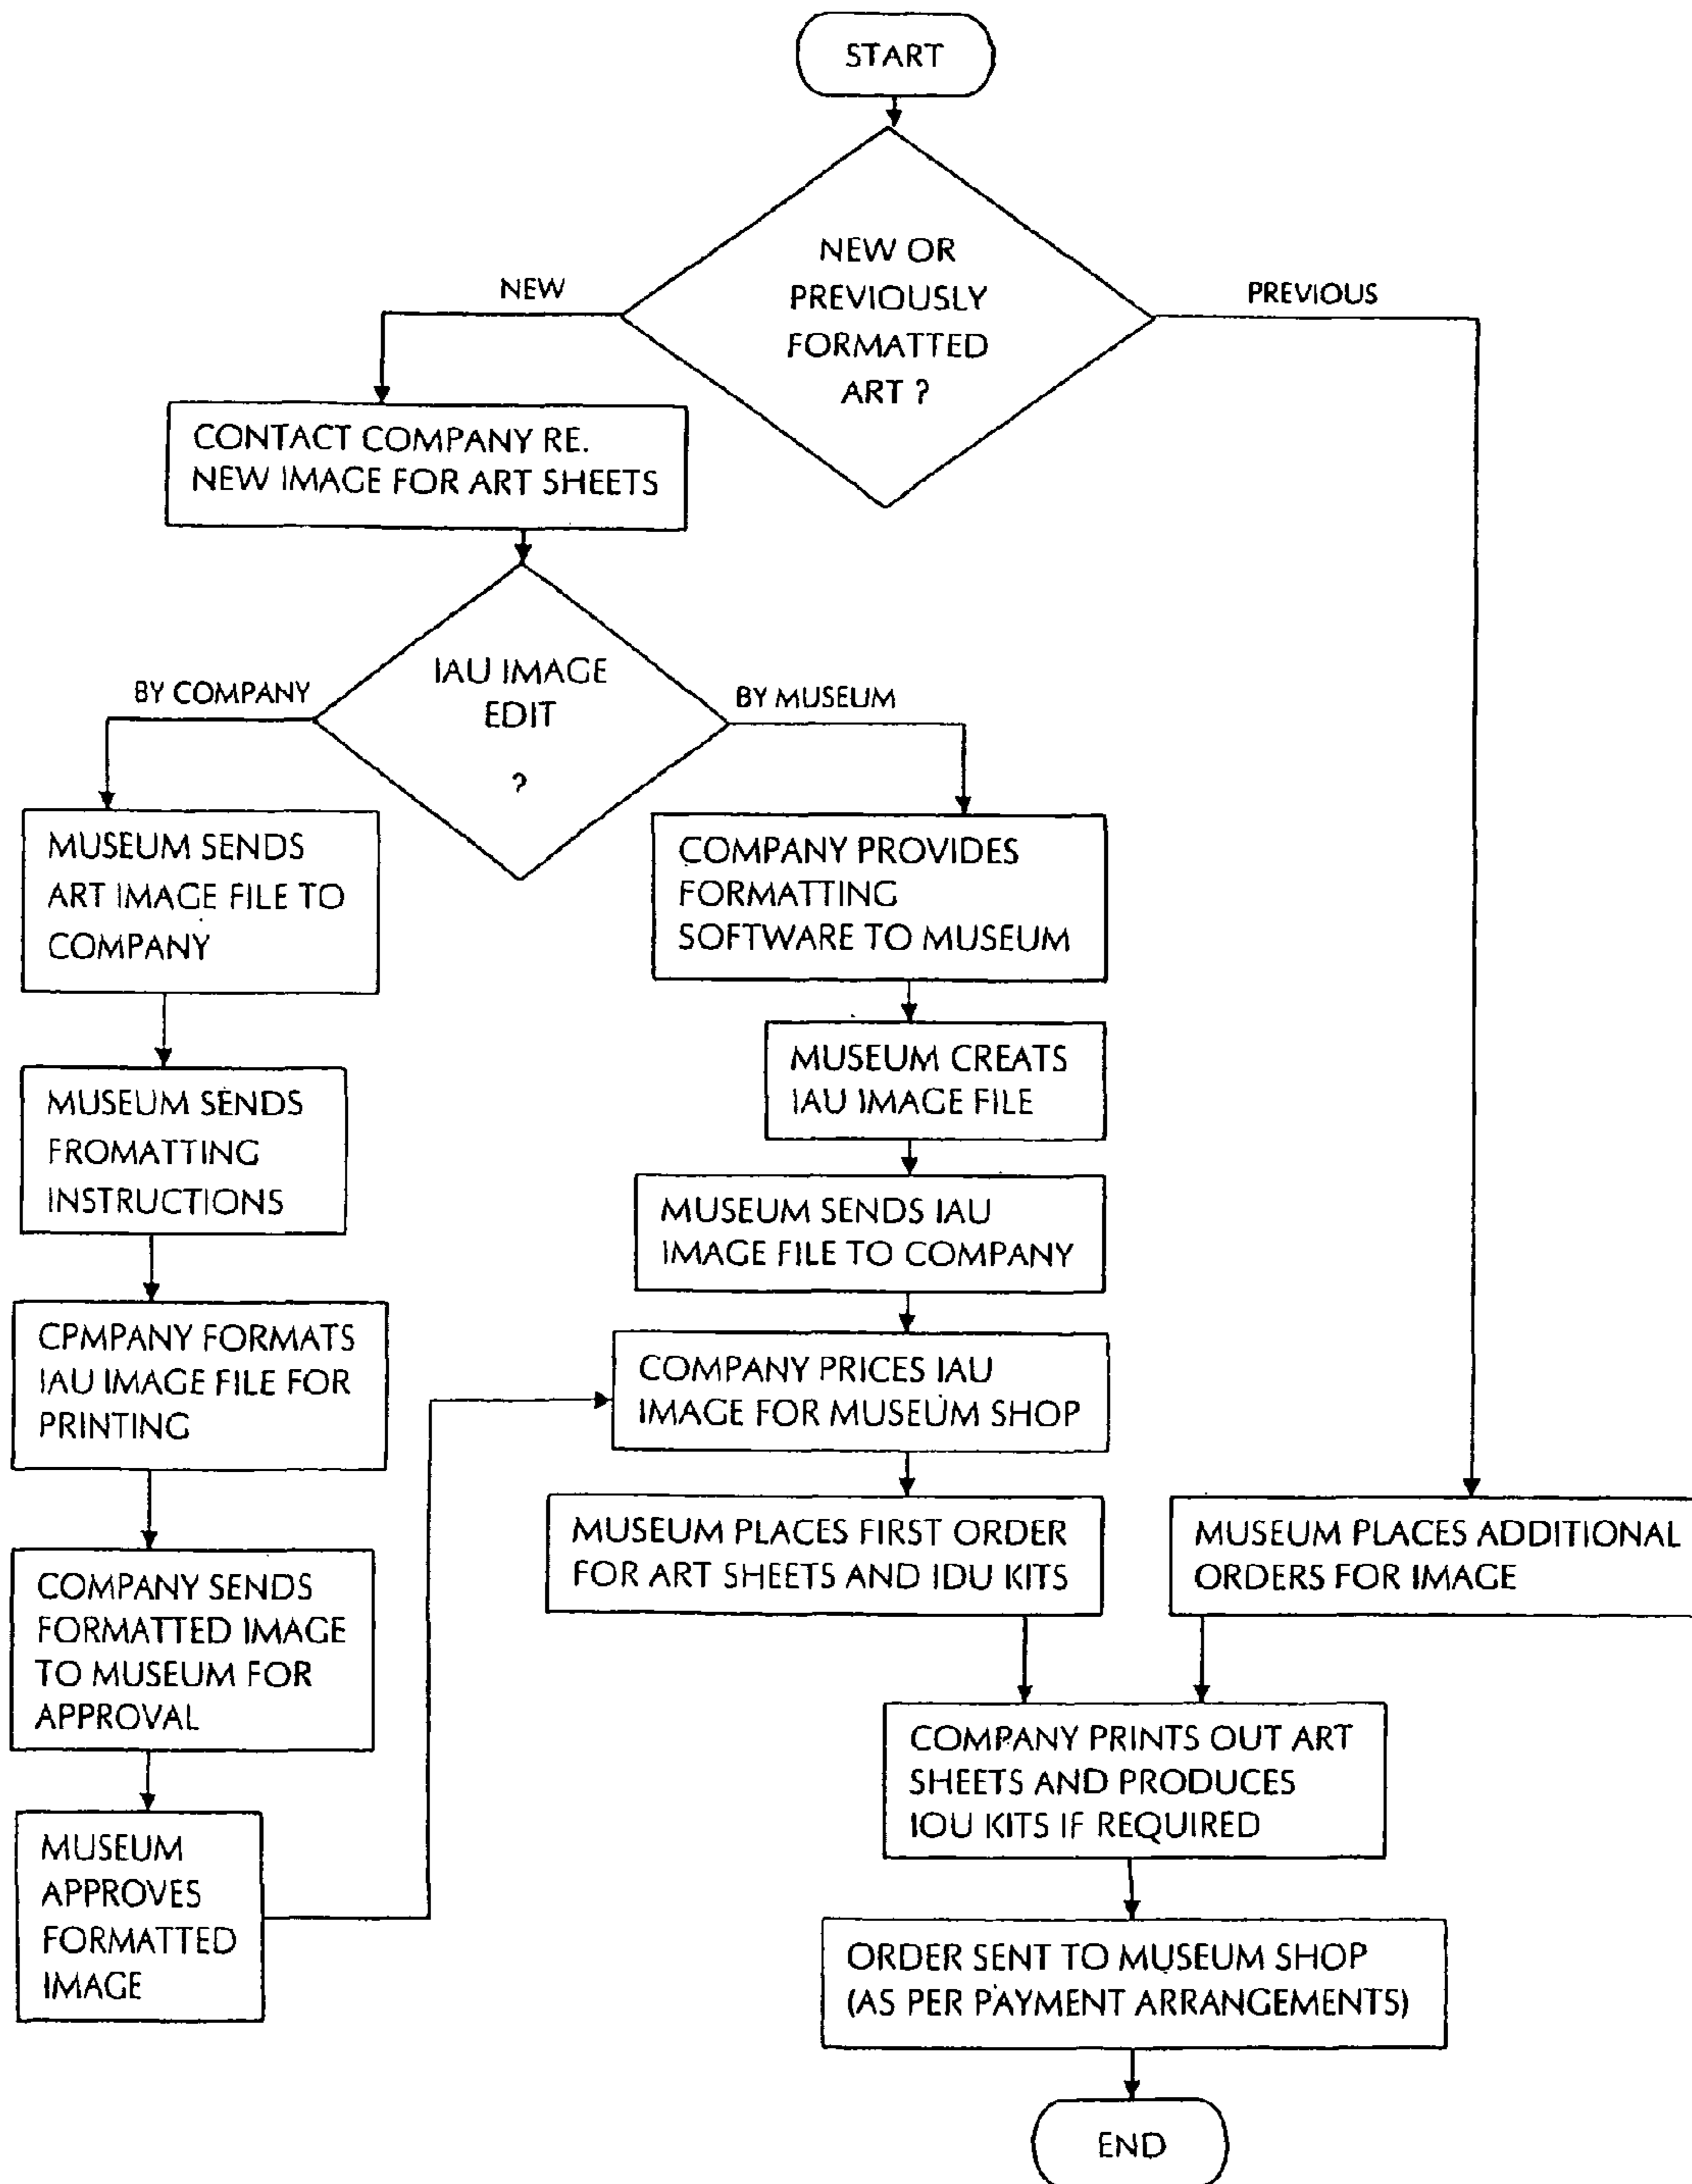 START
NEW OR
PREVIOUSLY
FORMATTED
ART ?
NEW
PREVIOUS
CONTACT COMPANY RE.
NEW IMAGE FOR ART SHEETS
IAU IMAGE
EDIT
?
BY COMPANY
BY MUSEUM
MUSEUM SENDS
ART IMAGE FILE TO
COMPANY
MUSEUM SENDS
FROMATTING
INSTRUCTIONS
CPMPANY FORMATS
IAU IMAGE FILE FOR
PRINTING
COMPANY SENDS
FORMATTED IMAGE
TO MUSEUM FOR
APPROVAL
MUSEUM
APPROVES
FORMATTED
IMAGE
COMPANY PROVIDES
FORMATTING
SOFTWARE TO MUSEUM
MUSEUM CREATS
IAU IMAGE FILE
MUSEUM SENDS IAU
IMAGE FILE TO COMPANY
COMPANY PRICES IAU
IMAGE FOR MUSEUM SHOP
MUSEUM PLACES FIRST ORDER
FOR ART SHEETS AND IDU KITS
MUSEUM PLACES ADDITIONAL
ORDERS FOR IMAGE
COMPANY PRINTS OUT ART
SHEETS AND PRODUCES
IOU KITS IF REQUIRED
ORDER SENT TO MUSEUM SHOP
(AS PER PAYMENT ARRANGEMENTS)
END